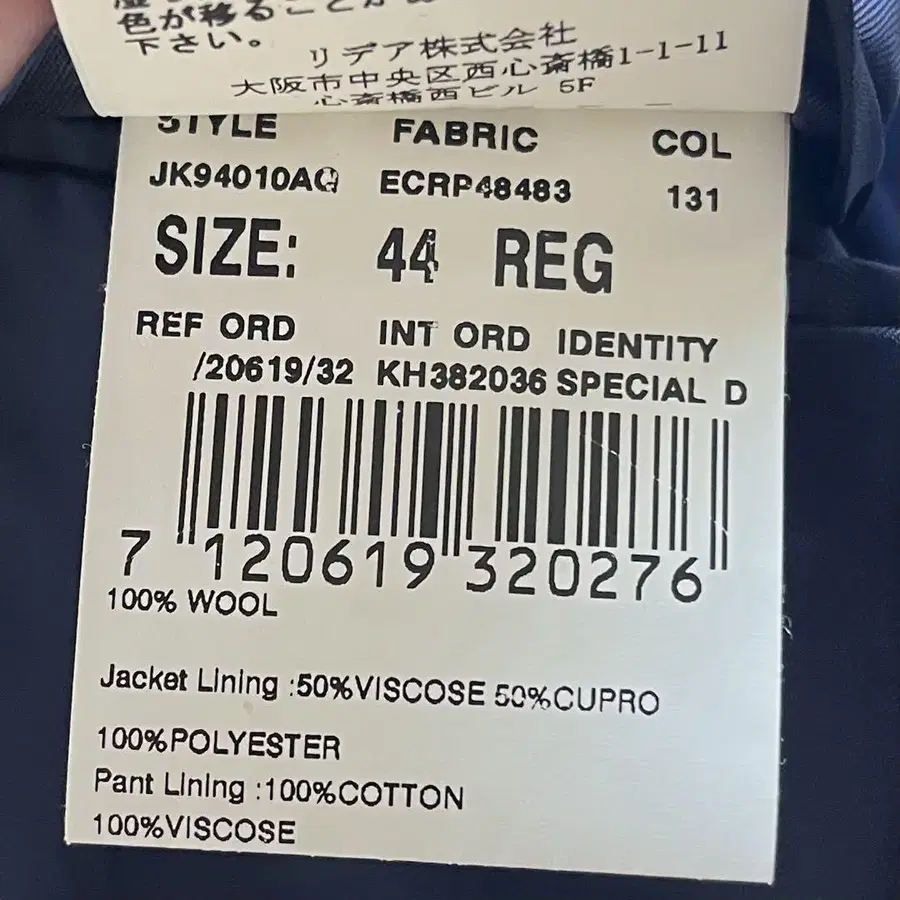 色が移ることがあ
下さい。
リデア株式会社
大阪市中央区西心斎橋1-1-11
心斎橋西ビル 5F
STYLE FABRIC COL
JK94010AQ ECRP48483 131
SIZE: 44 REG
REF ORD INT ORD IDENTITY
/20619/32 KH382036 SPECIAL D
7 120619 320276
100% WOOL
Jacket Lining :50%VISCOSE 50%CUPRO
100%POLYESTER
Pant Lining :100%COTTON
100%VISCOSE